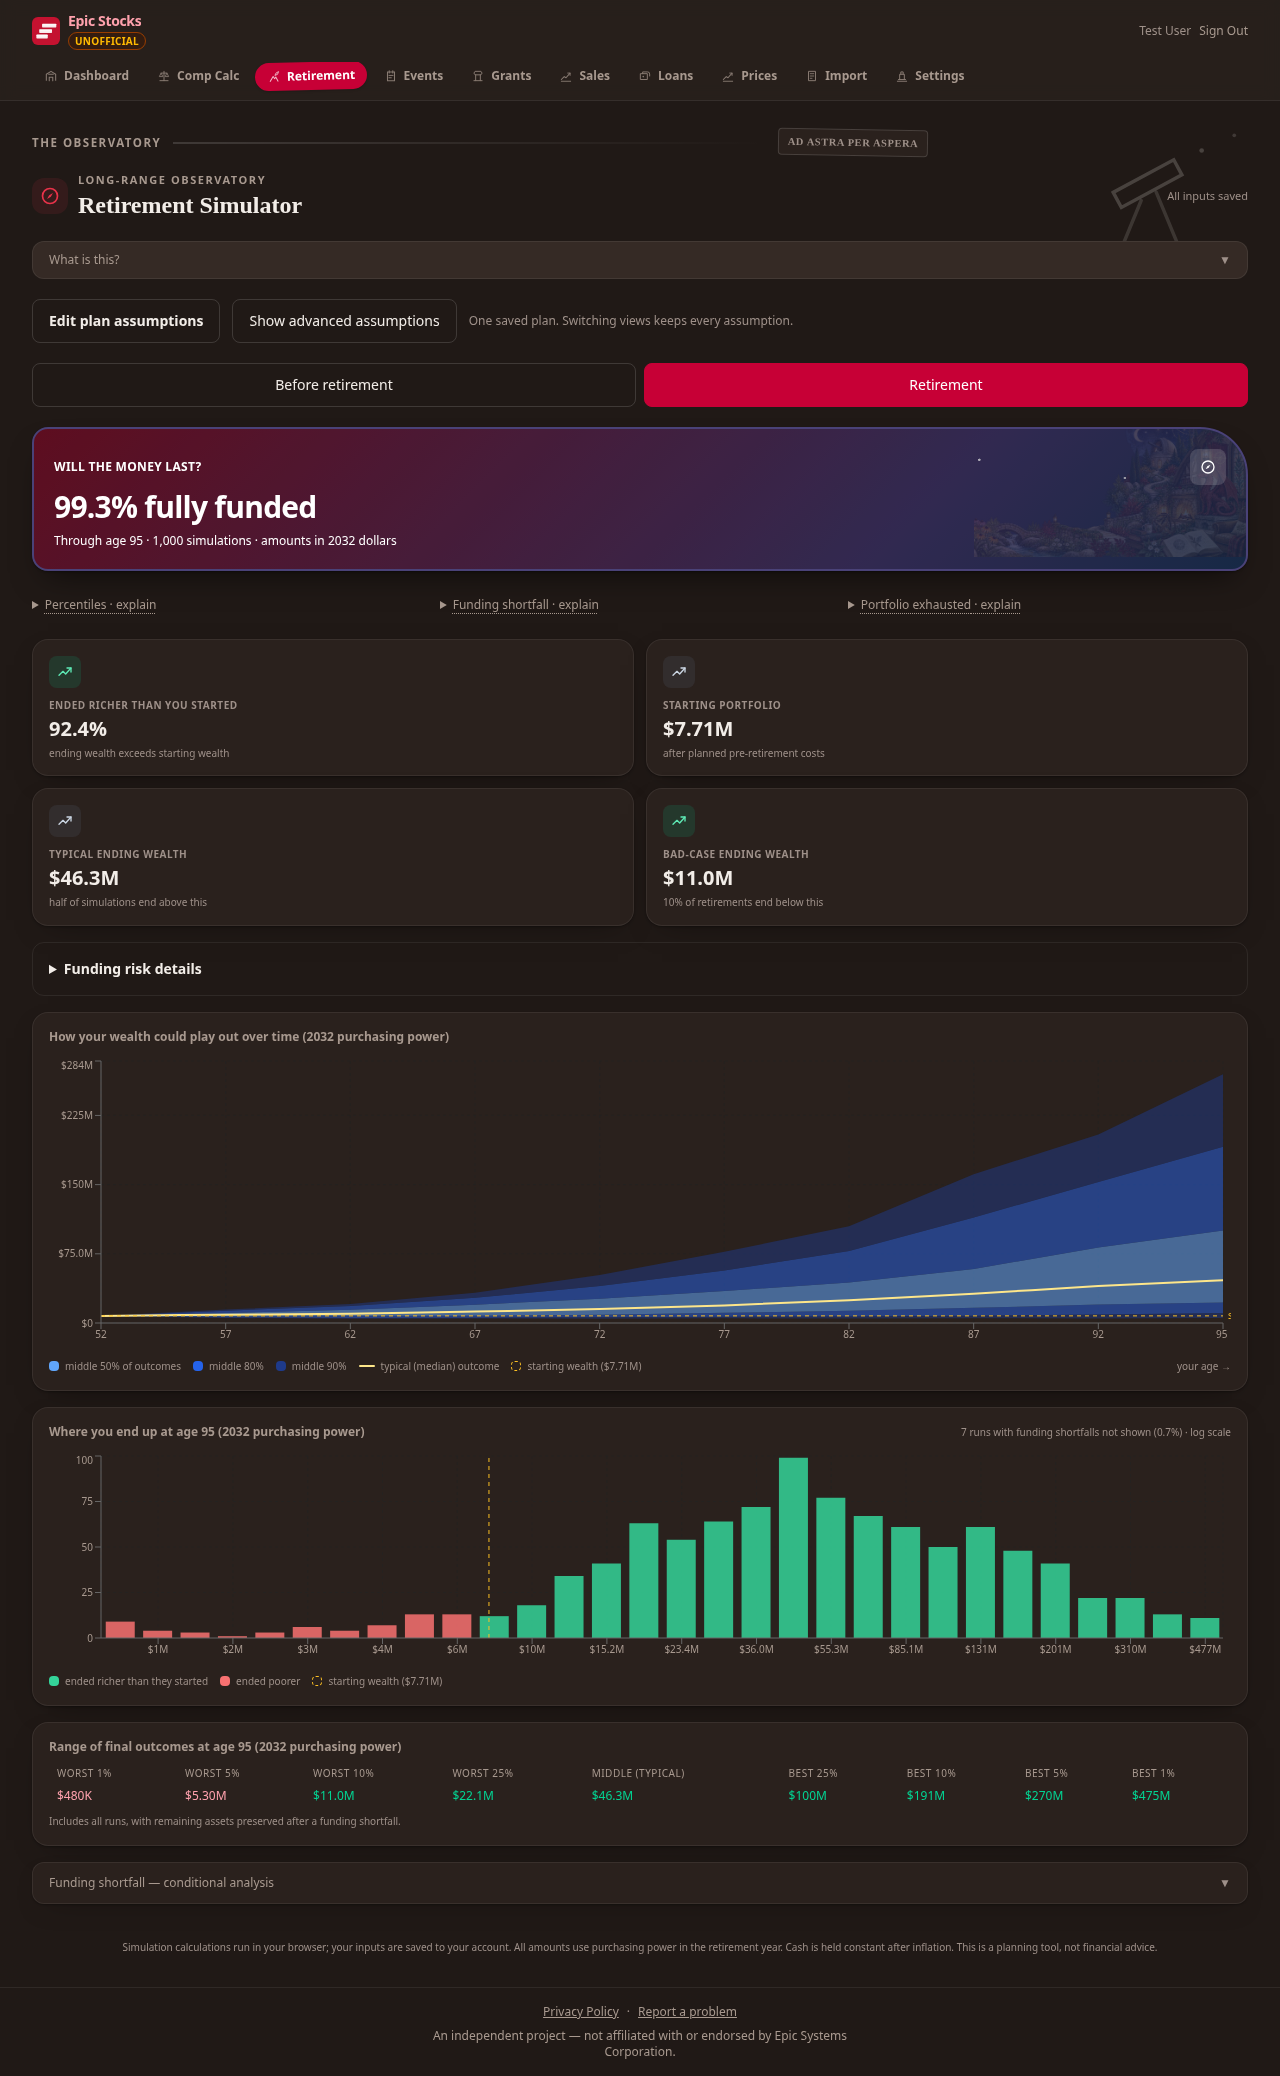 Epic Stocks
UNOFFICIAL
Test User Sign Out
Dashboard Comp Calc Retirement Events Grants Sales Loans Prices Import Settings
THE OBSERVATORY
AD ASTRA PER ASPERA
LONG-RANGE OBSERVATORY
Retirement Simulator
All inputs saved
What is this?
Edit plan assumptions Show advanced assumptions One saved plan. Switching views keeps every assumption.
Before retirement Retirement
WILL THE MONEY LAST?
99.3% fully funded
Through age 95 · 1,000 simulations · amounts in 2032 dollars
Percentiles · explain Funding shortfall · explain Portfolio exhausted · explain
ENDED RICHER THAN YOU STARTED
92.4%
ending wealth exceeds starting wealth
STARTING PORTFOLIO
$7.71M
after planned pre-retirement costs
TYPICAL ENDING WEALTH
$46.3M
half of simulations end above this
BAD-CASE ENDING WEALTH
$11.0M
10% of retirements end below this
Funding risk details
How your wealth could play out over time (2032 purchasing power)
$284M
$225M
$150M
$75.0M
$0
52 57 62 67 72 77 82 87 92 95
middle 50% of outcomes middle 80% middle 90% typical (median) outcome starting wealth ($7.71M) your age →
Where you end up at age 95 (2032 purchasing power) 7 runs with funding shortfalls not shown (0.7%) · log scale
100
75
50
25
0
$1M $2M $3M $4M $6M $10M $15.2M $23.4M $36.0M $55.3M $85.1M $131M $201M $310M $477M
ended richer than they started ended poorer starting wealth ($7.71M)
Range of final outcomes at age 95 (2032 purchasing power)
WORST 1% WORST 5% WORST 10% WORST 25% MIDDLE (TYPICAL) BEST 25% BEST 10% BEST 5% BEST 1%
$480K $5.30M $11.0M $22.1M $46.3M $100M $191M $270M $475M
Includes all runs, with remaining assets preserved after a funding shortfall.
Funding shortfall — conditional analysis
Simulation calculations run in your browser; your inputs are saved to your account. All amounts use purchasing power in the retirement year. Cash is held constant after inflation. This is a planning tool, not financial advice.
Privacy Policy · Report a problem
An independent project — not affiliated with or endorsed by Epic Systems
Corporation.